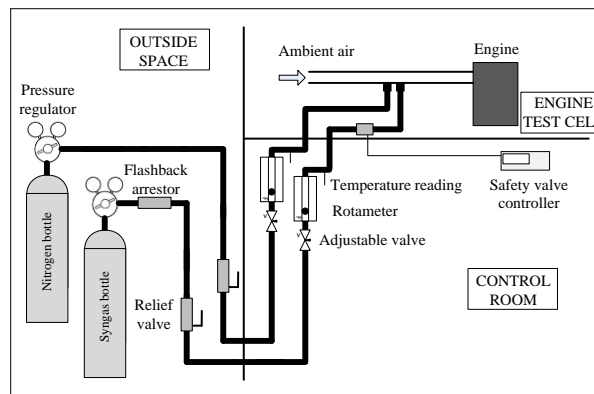 OUTSIDE
SPACE
Ambient air
Engine
Pressure
regulator
ENGINE
TEST CELL
Flashback
arrestor
Temperature reading
Safety valve
controller
Rotameter
Nitrogen bottle
Adjustable valve
Syngas bottle
Relief
valve
CONTROL
ROOM